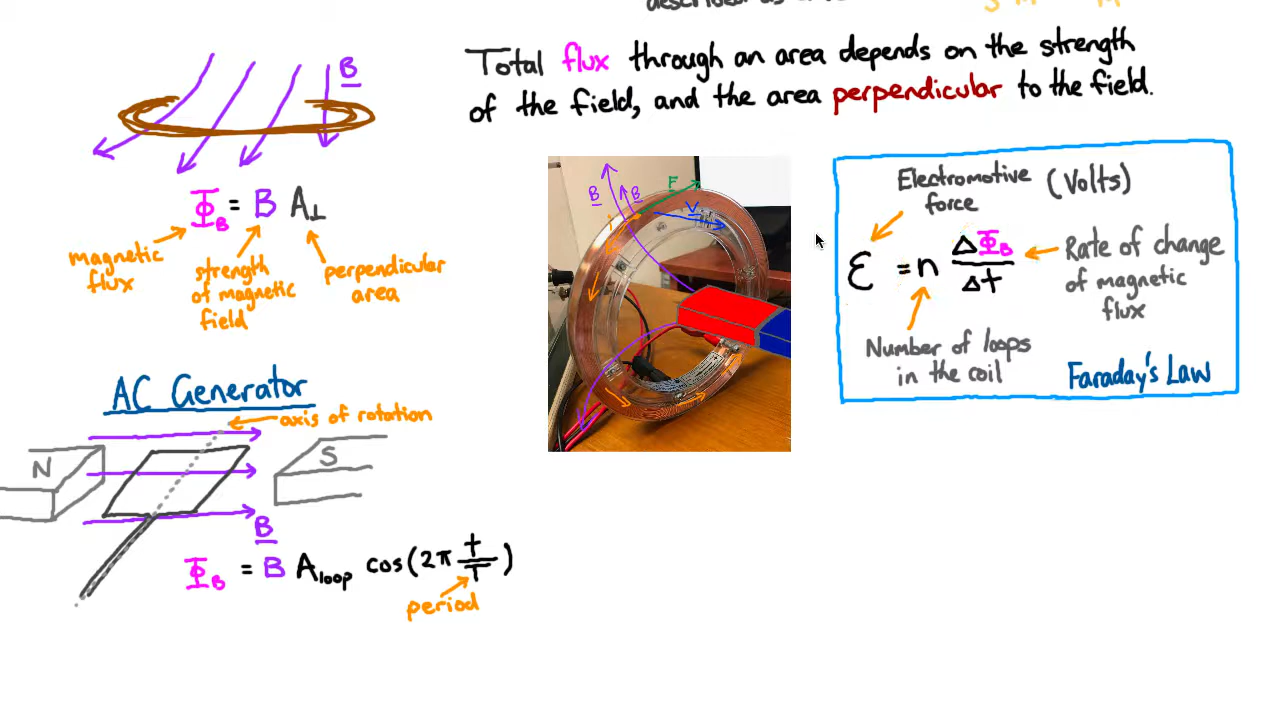 Total flux through an area depends on the strength
of the field, and the area perpendicular to the field.
B
Φ_B = B A⊥
magnetic
flux
strength
of magnetic
field
perpendicular
area
B
B
F
V
Electromotive
force
(Volts)
ε = n ΔΦ_B / Δt
Rate of change
of magnetic
flux
Number of loops
in the coil
Faraday's Law
AC Generator
axis of rotation
N
S
B
Φ_B = B A_loop cos(2π t/T)
period